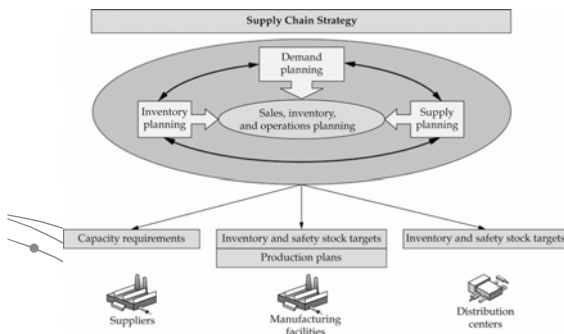 Supply Chain Strategy
Demand
planning
Inventory
planning
Sales, inventory,
and operations planning
Supply
planning
Capacity requirements
Inventory and safety stock targets
Inventory and safety stock targets
Production plans
Suppliers
Manufacturing
facilities
Distribution
centers